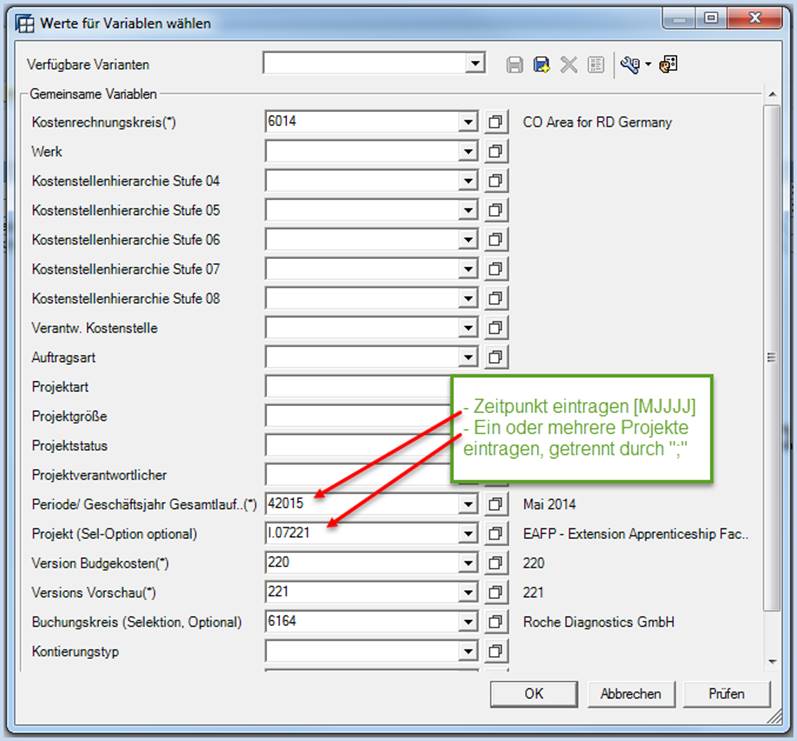 Werte für Variablen wählen
Verfügbare Varianten
Gemeinsame Variablen
Kostenrechnungskreis(*) 6014 CO Area for RD Germany
Werk
Kostenstellenhierarchie Stufe 04
Kostenstellenhierarchie Stufe 05
Kostenstellenhierarchie Stufe 06
Kostenstellenhierarchie Stufe 07
Kostenstellenhierarchie Stufe 08
Verantw. Kostenstelle
Auftragsart
Projektart
- Zeitpunkt eintragen [MJJJJ]
Projektgröße
- Ein oder mehrere Projekte
Projektstatus
eintragen, getrennt durch ";"
Projektverantwortlicher
Periode/ Geschäftsjahr Gesamtlauf..(*) 42015 Mai 2014
Projekt (Sel-Option optional) I.07221 EAFP - Extension Apprenticeship Fac..
Version Budgekosten(*) 220 220
Versions Vorschau(*) 221 221
Buchungskreis (Selektion, Optional) 6164 Roche Diagnostics GmbH
Kontierungstyp
OK Abbrechen Prüfen